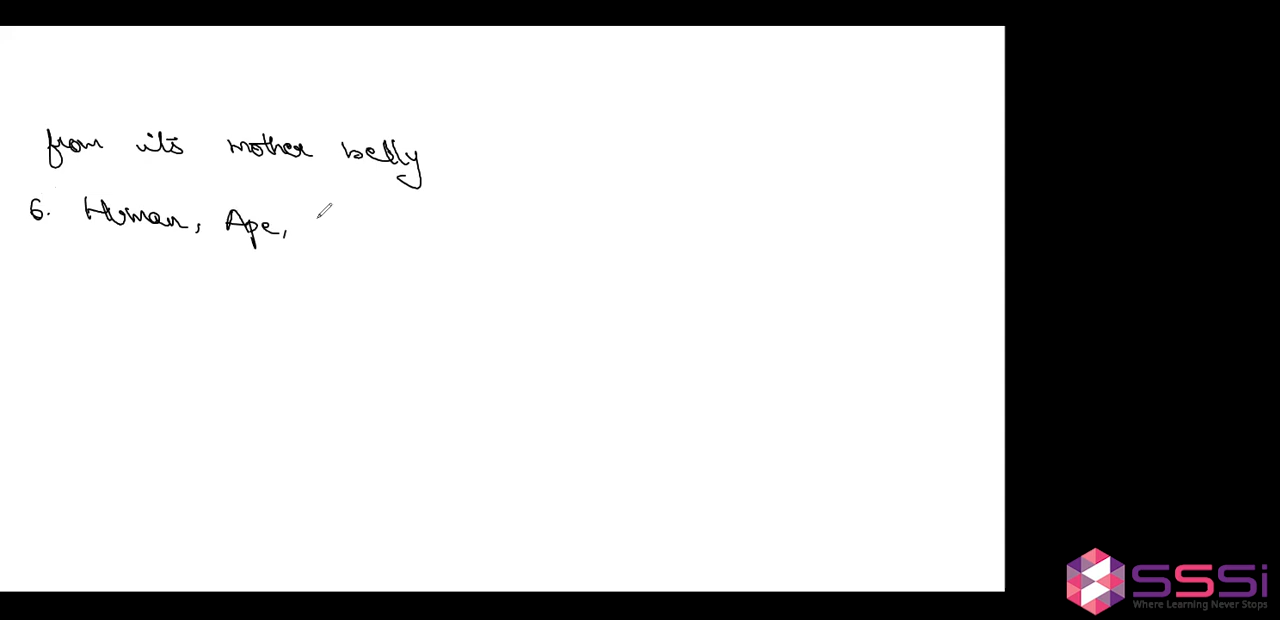 from its mother belly
6. Human, Ape,
SSSi
Where Learning Never Stops